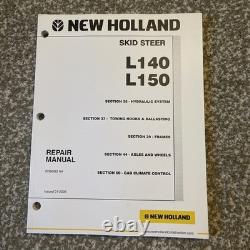 NEW HOLLAND
SKID STEER
L140
L150
SECTION 35 - HYDRAULIC SYSTEM
SECTION 37 - TOWING HOOKS & BALLASTING
SECTION 39 - FRAMES
SECTION 44 - AXLES AND WHEELS
SECTION 50 - CAB CLIMATE CONTROL
REPAIR
MANUAL
NEW HOLLAND